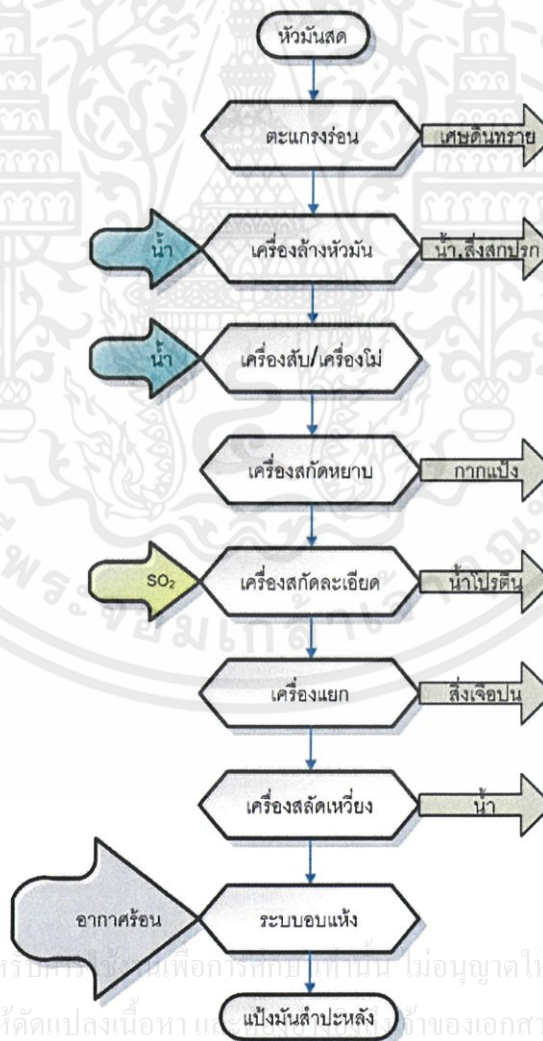 หัวมันสด
ตะแกรงร่อน
เศษดินทราย
น้ำ
เครื่องล้างหัวมัน
น้ำ,สิ่งสกปรก
น้ำ
เครื่องสับ/เครื่องโม่
เครื่องสกัดหยาบ
กากแป้ง
SO₂
เครื่องสกัดละเอียด
น้ำโปรตีน
เครื่องแยก
สิ่งเจือปน
เครื่องสลัดเหวี่ยง
น้ำ
อากาศร้อน
ระบบอบแห้ง
แป้งมันสำปะหลัง